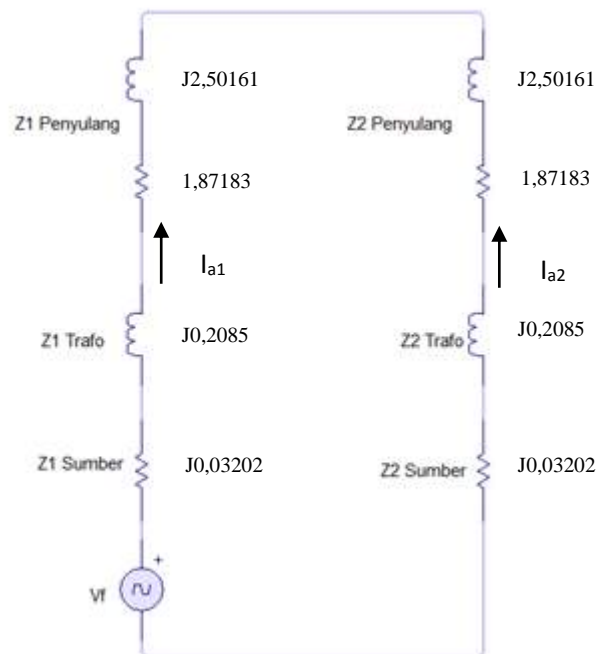 J2,50161 J2,50161
Z1 Penyulang Z2 Penyulang
1,87183 1,87183
Ia1 Ia2
Z1 Trafo J0,2085 Z2 Trafo J0,2085
Z1 Sumber J0,03202 Z2 Sumber J0,03202
+
Vf